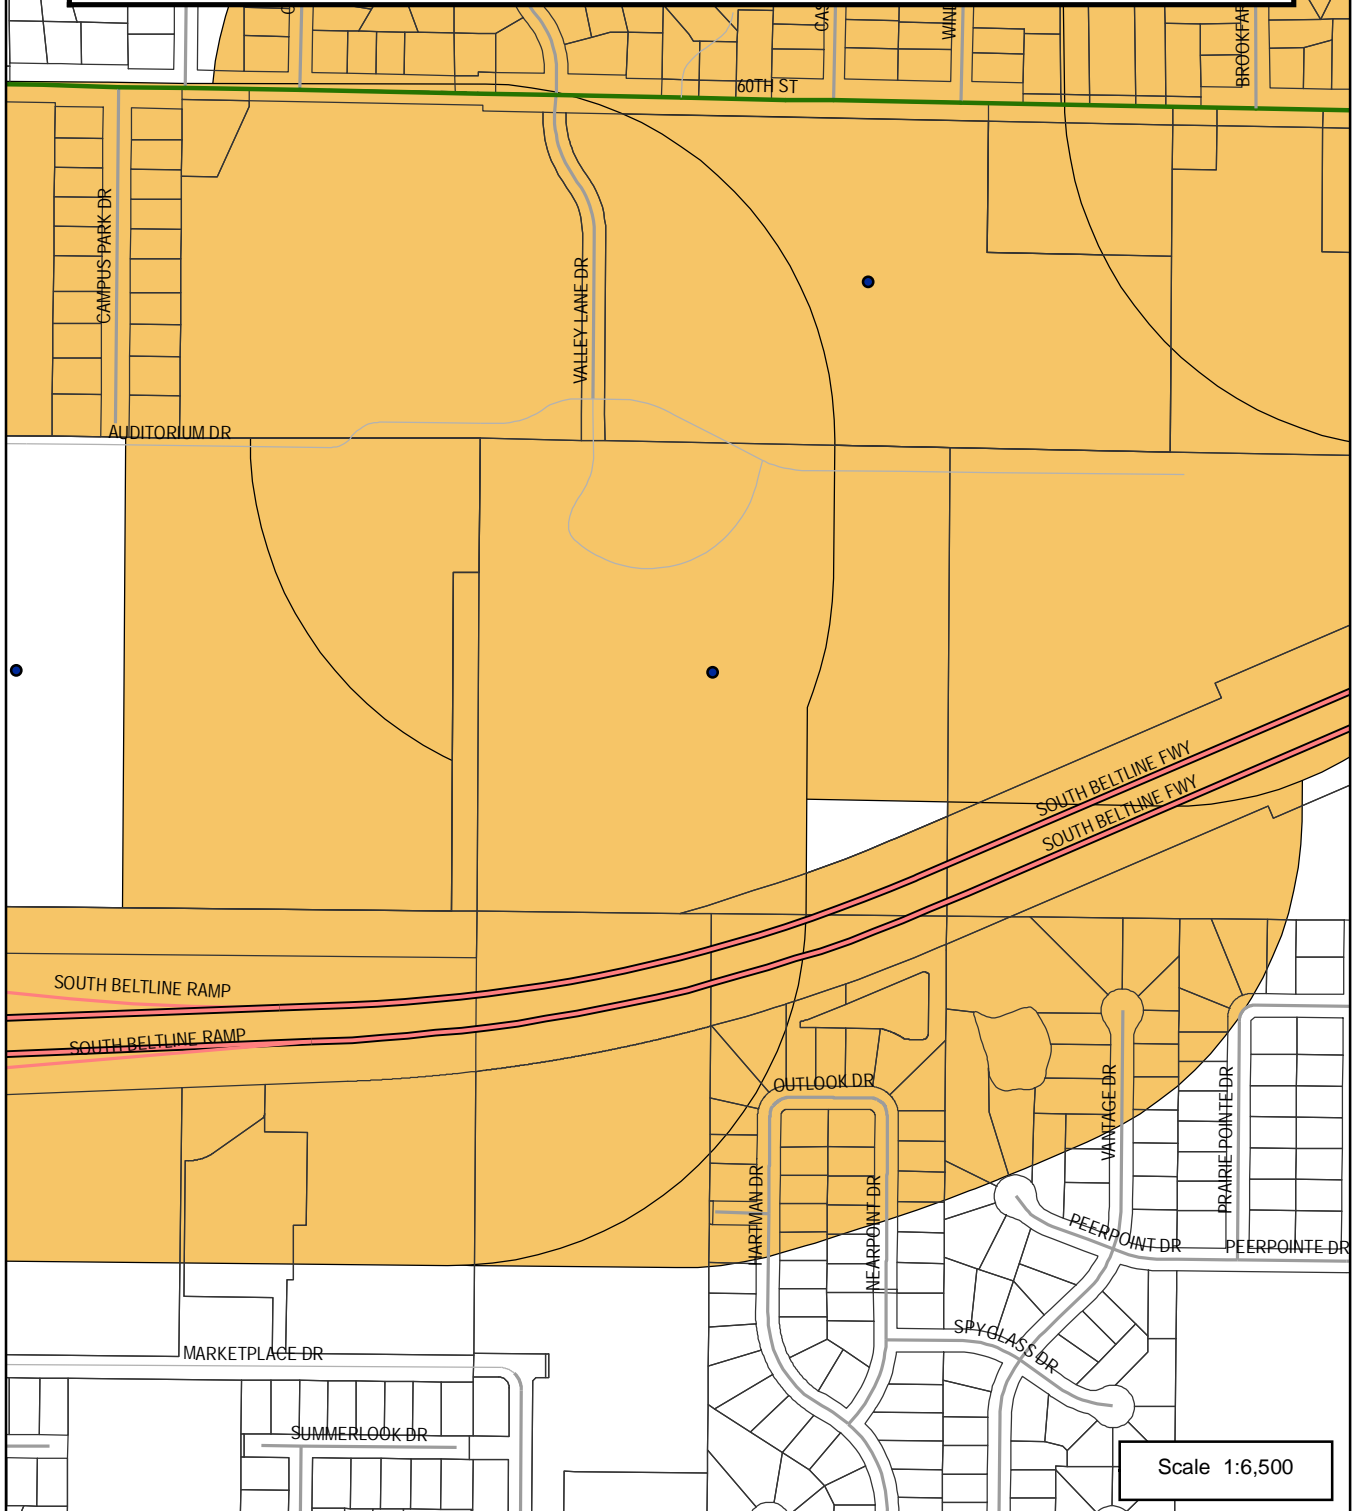 60TH ST
CAMPUS PARK DR
VALLEY LANE DR
AUDITORIUM DR
SOUTH BELTLINE FWY
SOUTH BELTLINE FWY
SOUTH BELTLINE RAMP
SOUTH BELTLINE RAMP
OUTLOOK DR
VANTAGE DR
PRAIRIE POINTE DR
HARTMAN DR
NEARPOINT DR
PEERPOINT DR
PEERPOINTE DR
SPYGLASS DR
MARKETPLACE DR
SUMMERLOOK DR
Scale 1:6,500